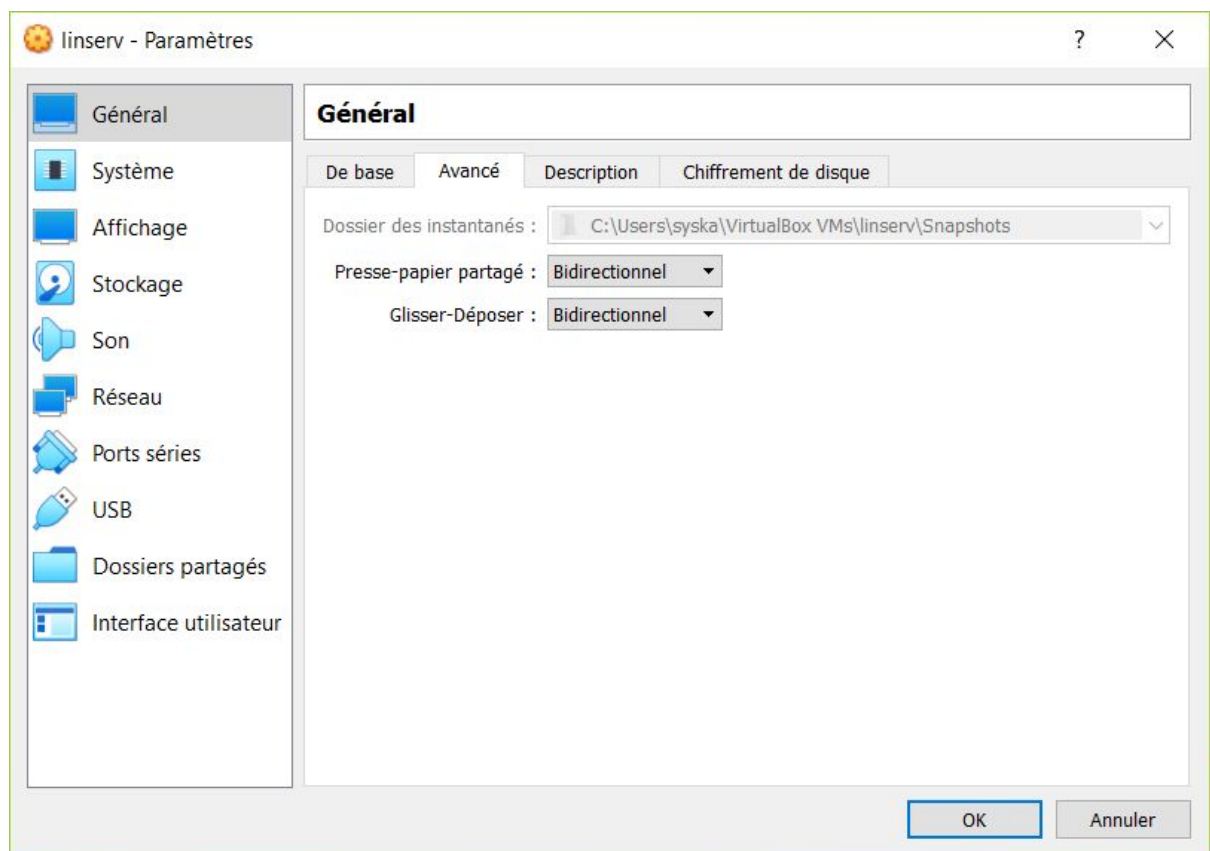 linserv - Paramètres
?
Général
Système
Affichage
Stockage
Son
Réseau
Ports séries
USB
Dossiers partagés
Interface utilisateur
Général
De base
Avancé
Description
Chiffrement de disque
Dossier des instantanés : C:\Users\syska\VirtualBox VMs\linserv\Snapshots
Presse-papier partagé : Bidirectionnel
Glisser-Déposer : Bidirectionnel
OK
Annuler